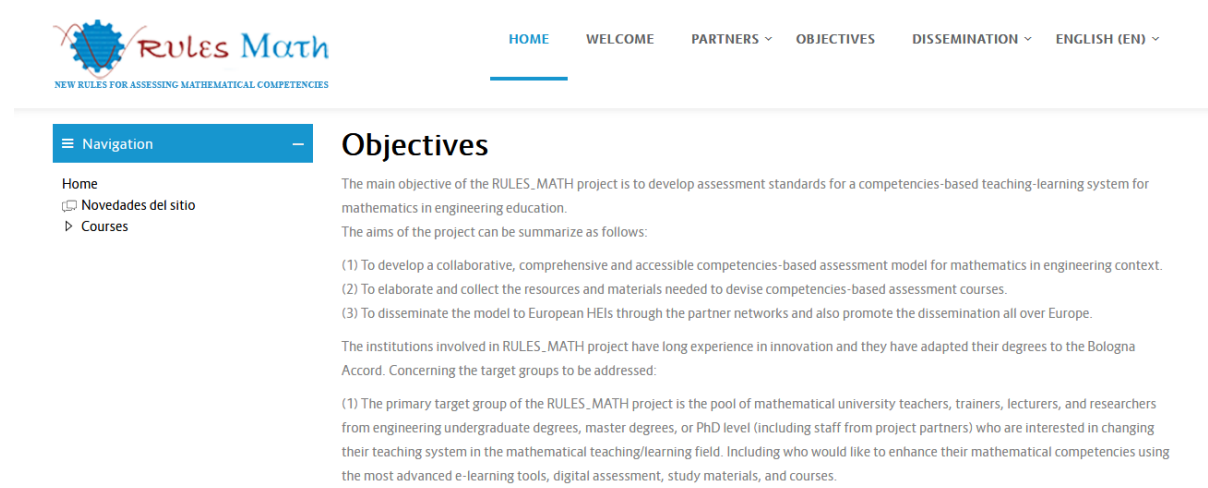 Rules Math
NEW RULES FOR ASSESSING MATHEMATICAL COMPETENCIES
HOME WELCOME PARTNERS OBJECTIVES DISSEMINATION ENGLISH (EN)
Navigation
Home
Novedades del sitio
Courses
Objectives
The main objective of the RULES_MATH project is to develop assessment standards for a competencies-based teaching-learning system for
mathematics in engineering education.
The aims of the project can be summarize as follows:
(1) To develop a collaborative, comprehensive and accessible competencies-based assessment model for mathematics in engineering context.
(2) To elaborate and collect the resources and materials needed to devise competencies-based assessment courses.
(3) To disseminate the model to European HEIs through the partner networks and also promote the dissemination all over Europe.
The institutions involved in RULES_MATH project have long experience in innovation and they have adapted their degrees to the Bologna
Accord. Concerning the target groups to be addressed:
(1) The primary target group of the RULES_MATH project is the pool of mathematical university teachers, trainers, lecturers, and researchers
from engineering undergraduate degrees, master degrees, or PhD level (including staff from project partners) who are interested in changing
their teaching system in the mathematical teaching/learning field. Including who would like to enhance their mathematical competencies using
the most advanced e-learning tools, digital assessment, study materials, and courses.